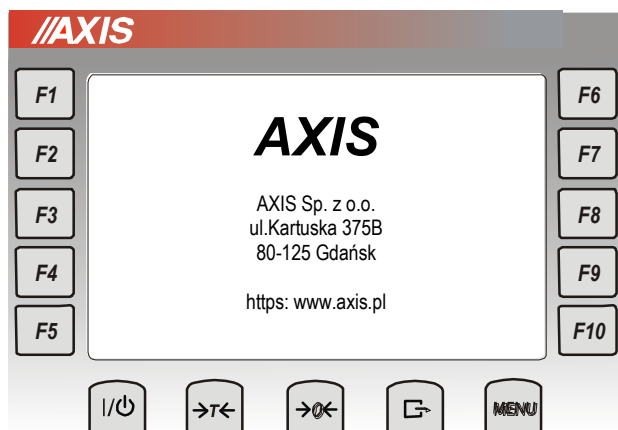 //AXIS
F1
F2
F3
F4
F5
AXIS
AXIS Sp. z o.o.
ul.Kartuska 375B
80-125 Gdańsk
https: www.axis.pl
F6
F7
F8
F9
F10
I/⏻
→T←
→0←
MENU